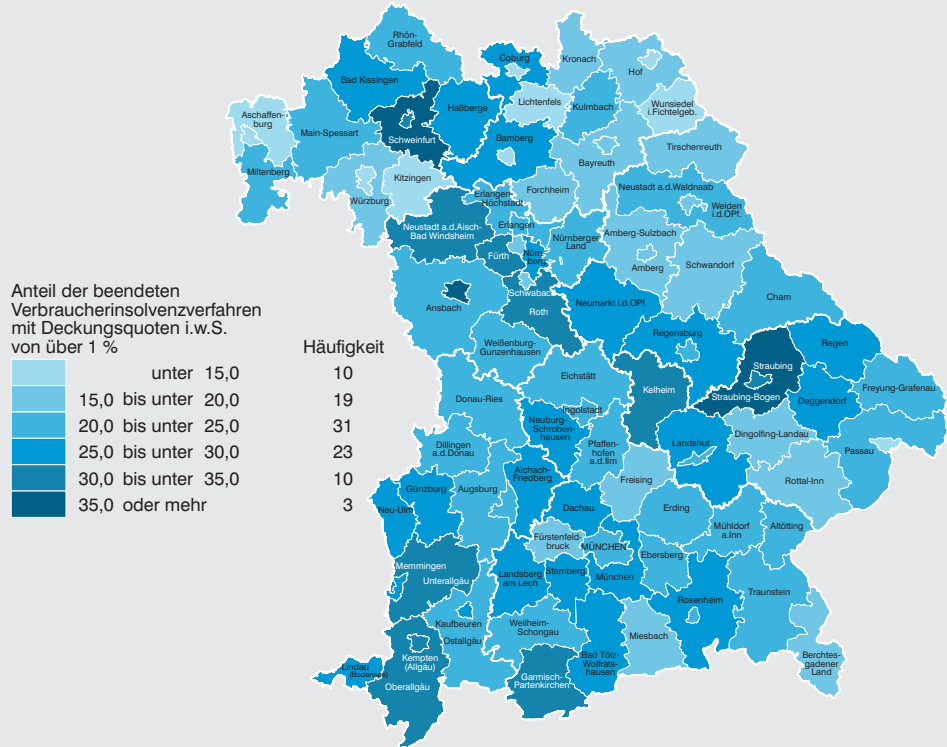 Rhön-
Grabfeld
Coburg
Kronach
Hof
Bad Kissingen
Lichtenfels
Kulmbach
Wunsiedel
i.Fichtelgeb.
Haßberge
Aschaffen-
burg
Main-Spessart
Schweinfurt
Bamberg
Bayreuth
Tirschenreuth
Miltenberg
Würzburg
Kitzingen
Forchheim
Erlangen-
Höchstadt
Neustadt a.d.Waldnaab
Weiden
i.d.OPf.
Neustadt a.d.Aisch-
Bad Windsheim
Erlangen
Nürnberger
Land
Amberg-Sulzbach
Amberg
Fürth
Nürn-
berg
Schwandorf
Schwabach
Roth
Ansbach
Neumarkt i.d.OPf.
Cham
Weißenburg-
Gunzenhausen
Regensburg
Regen
Straubing
Straubing-Bogen
Eichstätt
Kelheim
Deggendorf
Freyung-Grafenau
Donau-Ries
Ingolstadt
Neuburg-
Schroben-
hausen
Dingolfing-Landau
Landshut
Passau
Dillingen
a.d.Donau
Pfaffen-
hofen
a.d.Ilm
Aichach-
Friedberg
Freising
Rottal-Inn
Günzburg
Augsburg
Neu-Ulm
Dachau
Erding
Mühldorf
a.Inn
Altötting
Fürstenfeld-
bruck
MÜNCHEN
Ebersberg
Memmingen
Unterallgäu
Landsberg
am Lech
Starnberg
München
Rosenheim
Traunstein
Kaufbeuren
Ostallgäu
Weilheim-
Schongau
Miesbach
Bad Tölz-
Wolfrats-
hausen
Berchtes-
gadener
Land
Kempten
(Allgäu)
Lindau
(Bodensee)
Oberallgäu
Garmisch-
Partenkirchen
Anteil der beendeten
Verbraucherinsolvenzverfahren
mit Deckungsquoten i.w.S.
von über 1 %
Häufigkeit
unter 15,0 10
15,0 bis unter 20,0 19
20,0 bis unter 25,0 31
25,0 bis unter 30,0 23
30,0 bis unter 35,0 10
35,0 oder mehr 3